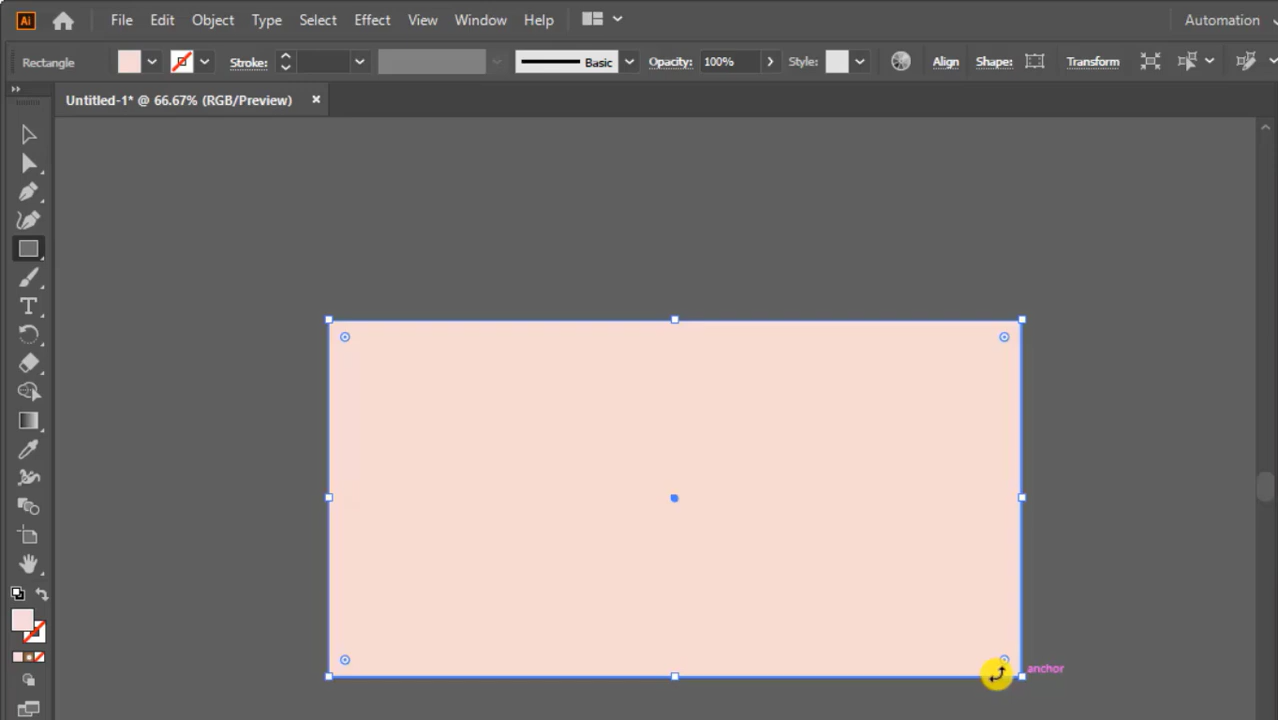 Ai File Edit Object Type Select Effect View Window Help Automation
Rectangle Stroke: Basic Opacity: 100% Style: Align Shape: Transform
Untitled-1* @ 66.67% (RGB/Preview) ×
anchor